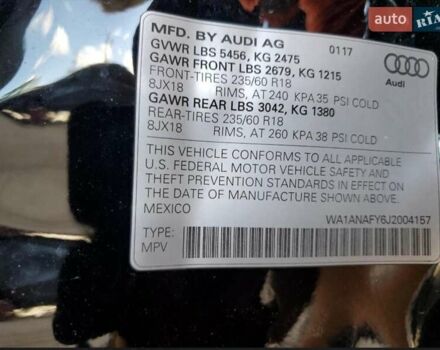 auto RIA
MFD. BY AUDI AG 0117
GVWR LBS 5456, KG 2475
GAWR FRONT LBS 2679, KG 1215
FRONT-TIRES 235/60 R18
8JX18 RIMS, AT 240 KPA 35 PSI COLD
GAWR REAR LBS 3042, KG 1380
REAR-TIRES 235/60 R18
8JX18 RIMS, AT 260 KPA 38 PSI COLD
Audi
THIS VEHICLE CONFORMS TO ALL APPLICABLE
U.S. FEDERAL MOTOR VEHICLE SAFETY AND
THEFT PREVENTION STANDARDS IN EFFECT ON
THE DATE OF MANUFACTURE SHOWN ABOVE.
MEXICO WA1ANAFY6J2004157
TYPE:
MPV